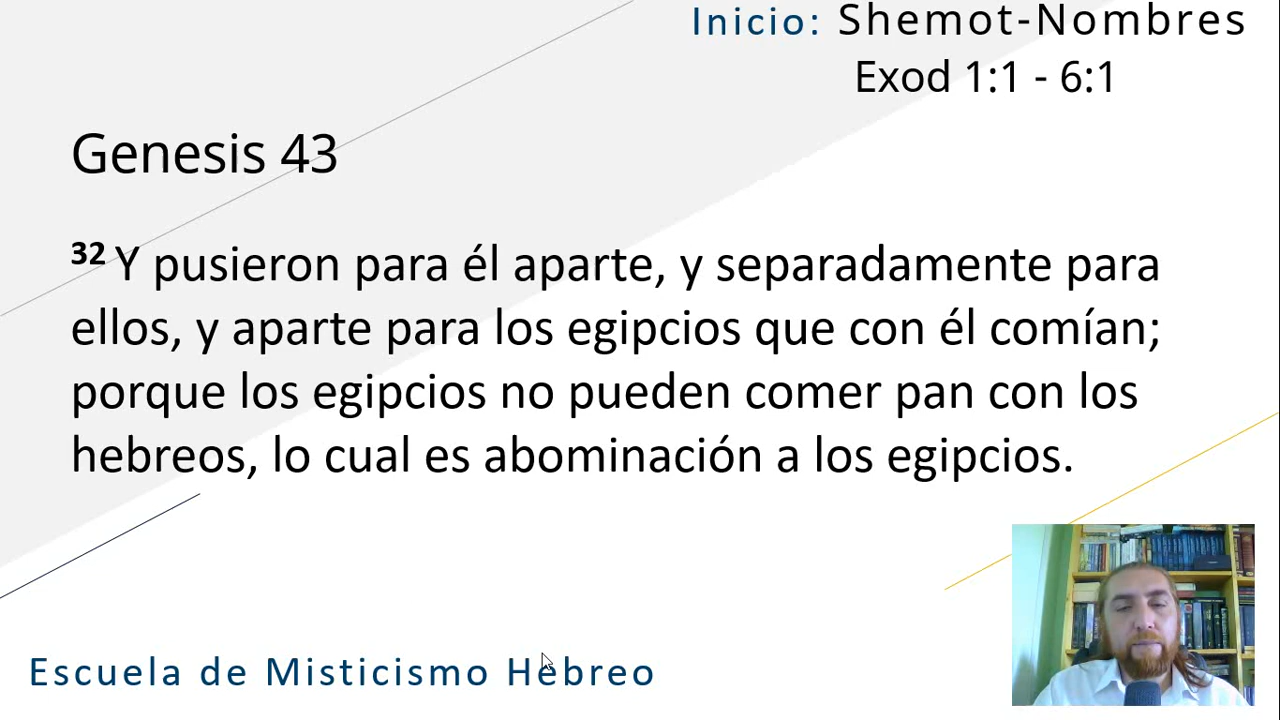 Inicio: Shemot-Nombres
Exod 1:1 - 6:1
Genesis 43
32 Y pusieron para él aparte, y separadamente para
ellos, y aparte para los egipcios que con él comían;
porque los egipcios no pueden comer pan con los
hebreos, lo cual es abominación a los egipcios.
Escuela de Misticismo Hebreo